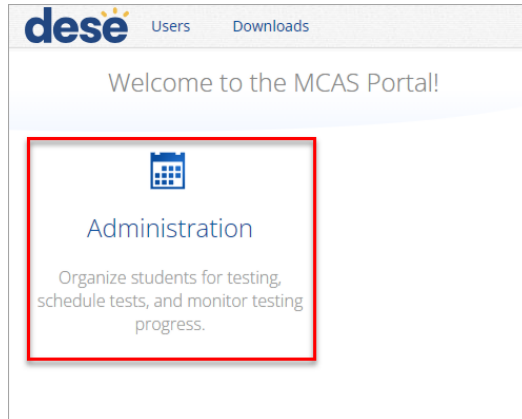 dese Users Downloads
Welcome to the MCAS Portal!
Administration
Organize students for testing,
schedule tests, and monitor testing
progress.